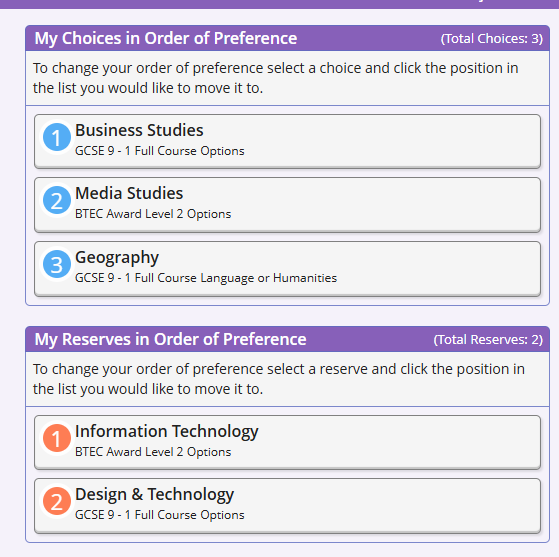 My Choices in Order of Preference (Total Choices: 3)
To change your order of preference select a choice and click the position in
the list you would like to move it to.
1 Business Studies
GCSE 9 - 1 Full Course Options
2 Media Studies
BTEC Award Level 2 Options
3 Geography
GCSE 9 - 1 Full Course Language or Humanities
My Reserves in Order of Preference (Total Reserves: 2)
To change your order of preference select a reserve and click the position in
the list you would like to move it to.
1 Information Technology
BTEC Award Level 2 Options
2 Design & Technology
GCSE 9 - 1 Full Course Options